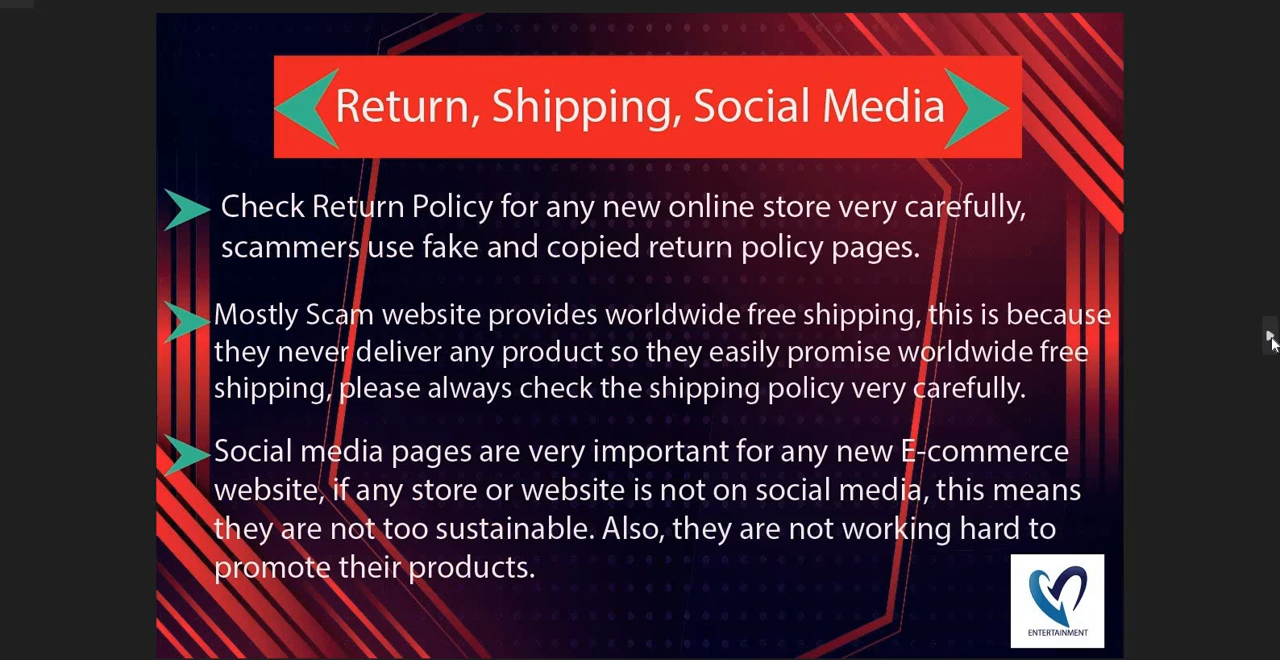 Return, Shipping, Social Media
Check Return Policy for any new online store very carefully,
scammers use fake and copied return policy pages.
Mostly Scam website provides worldwide free shipping, this is because
they never deliver any product so they easily promise worldwide free
shipping, please always check the shipping policy very carefully.
Social media pages are very important for any new E-commerce
website, if any store or website is not on social media, this means
they are not too sustainable. Also, they are not working hard to
promote their products.
ENTERTAINMENT